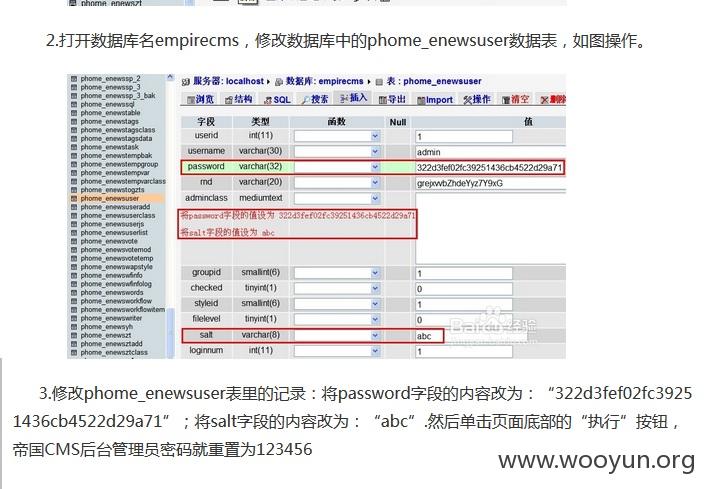 phome_enewszt
2.打开数据库名empirecms，修改数据库中的phome_enewsuser数据表，如图操作。
phome_enewssp_2
phome_enewssp_3
phome_enewssp_3_bak
phome_enewssql
phome_enewstable
phome_enewstags
phome_enewstagsclass
phome_enewstagsdata
phome_enewstask
phome_enewstempbak
phome_enewstempgroup
phome_enewstempvar
phome_enewstempvarclass
phome_enewstogzts
phome_enewsuser
phome_enewsuseradd
phome_enewsuserclass
phome_enewsuserjs
phome_enewsuserlist
phome_enewsvote
phome_enewsvotemod
phome_enewsvotetemp
phome_enewswapstyle
phome_enewswfinfo
phome_enewswfinfolog
phome_enewswords
phome_enewsworkflow
phome_enewsworkflowitem
phome_enewswriter
phome_enewsyh
phome_enewszt
phome_enewsztadd
phome_enewsztclass
服务器: localhost 数据库: empirecms 表 : phome_enewsuser
浏览 结构 SQL 搜索 插入 导出 Import 操作 清空 删除
字段 类型 函数 Null 值
userid int(11) 1
username varchar(30) admin
password varchar(32) 322d3fef02fc39251436cb4522d29a71
rnd varchar(20) grejxwbZhdeYyz7Y9xG
adminclass mediumtext
将password字段的值设为 322d3fef02fc39251436cb4522d29a71
将salt字段的值设为 abc
groupid smallint(6) 1
checked tinyint(1) 0
styleid smallint(6) 1
filelevel tinyint(1) 0
salt varchar(8) abc
loginnum int(11) 1
Baidu 经验
3.修改phome_enewsuser表里的记录：将password字段的内容改为：“322d3fef02fc3925
1436cb4522d29a71”；将salt字段的内容改为：“abc”.然后单击页面底部的“执行”按钮，
帝国CMS后台管理员密码就重置为123456
www.wooyun.org